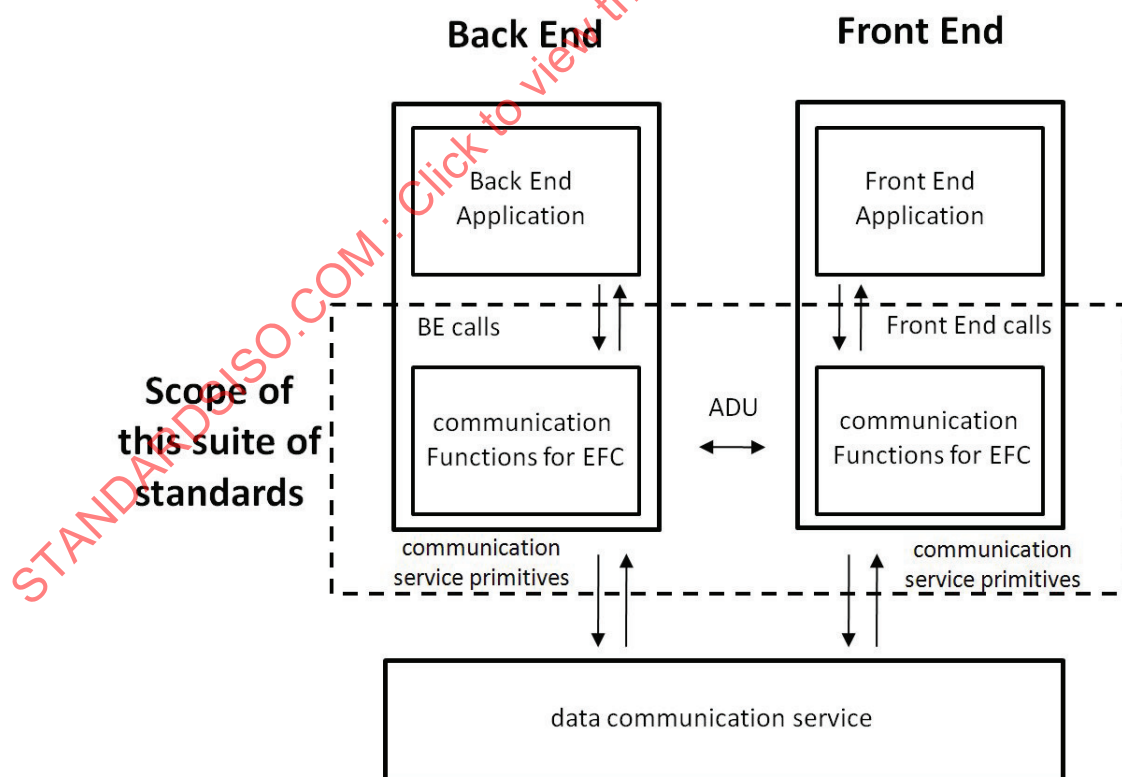 Back End
Front End
Back End
Application
Front End
Application
BE calls
Front End calls
Scope of
this suite of
standards
communication
Functions for EFC
ADU
communication
Functions for EFC
communication
service primitives
communication
service primitives
data communication service
STANDARDSISO.COM : Click to view th